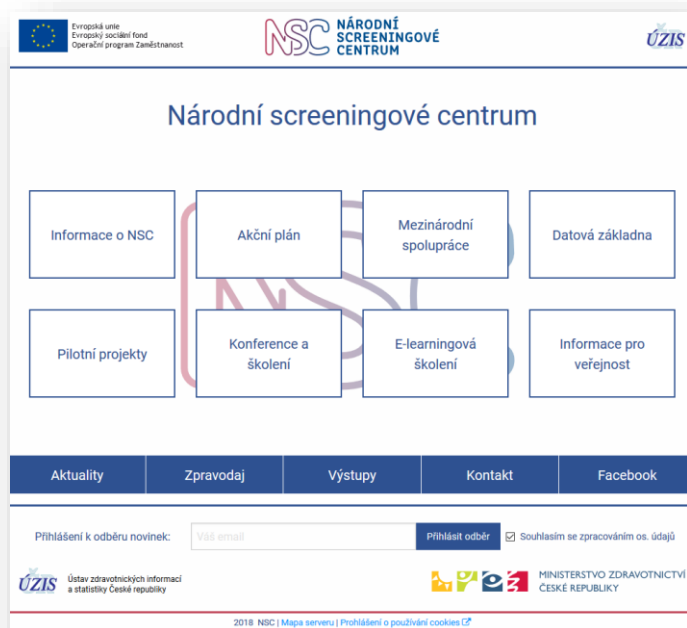 Evropská unie
Evropský sociální fond
Operační program Zaměstnanost
NSC NÁRODNÍ
SCREENINGOVÉ
CENTRUM
ÚZIS
Národní screeningové centrum
Informace o NSC
Akční plán
Mezinárodní
spolupráce
Datová základna
Pilotní projekty
Konference a
školení
E-learningová
školení
Informace pro
veřejnost
Aktuality
Zpravodaj
Výstupy
Kontakt
Facebook
Přihlášení k odběru novinek:
Váš email
Přihlásit odběr
Souhlasím se zpracováním os. údajů
ÚZIS
Ústav zdravotnických informací
a statistiky České republiky
MINISTERSTVO ZDRAVOTNICTVÍ
ČESKÉ REPUBLIKY
2018 NSC | Mapa serveru | Prohlášení o používání cookies